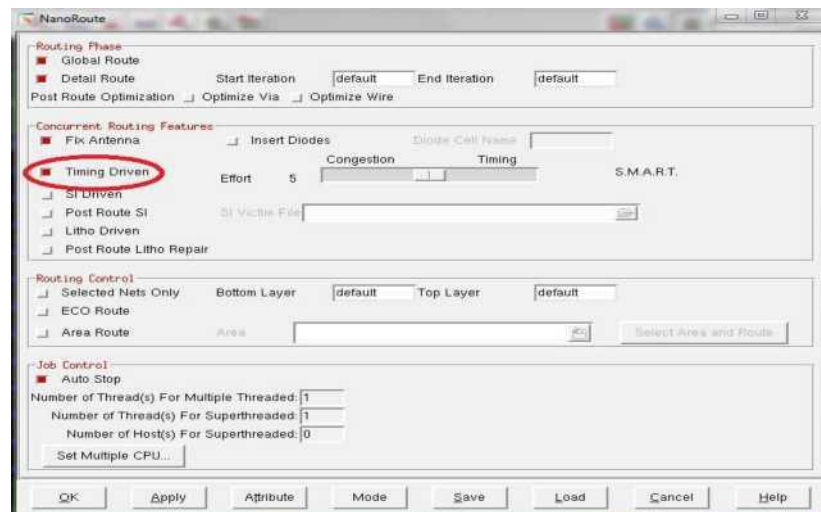 NanoRoute
Routing Phase
Global Route
Detail Route Start Iteration default End Iteration default
Post Route Optimization Optimize Via Optimize Wire
Concurrent Routing Features
Fix Antenna Insert Diodes Diode Cell Name
Congestion Timing
Timing Driven Effort 5 S.M.A.R.T.
SI Driven
Post Route SI SI Victim File
Litho Driven
Post Route Litho Repair
Routing Control
Selected Nets Only Bottom Layer default Top Layer default
ECO Route
Area Route Area Select Area and Route
Job Control
Auto Stop
Number of Thread(s) For Multiple Threaded: 1
Number of Thread(s) For Superthreaded: 1
Number of Host(s) For Superthreaded: 0
Set Multiple CPU...
OK Apply Attribute Mode Save Load Cancel Help